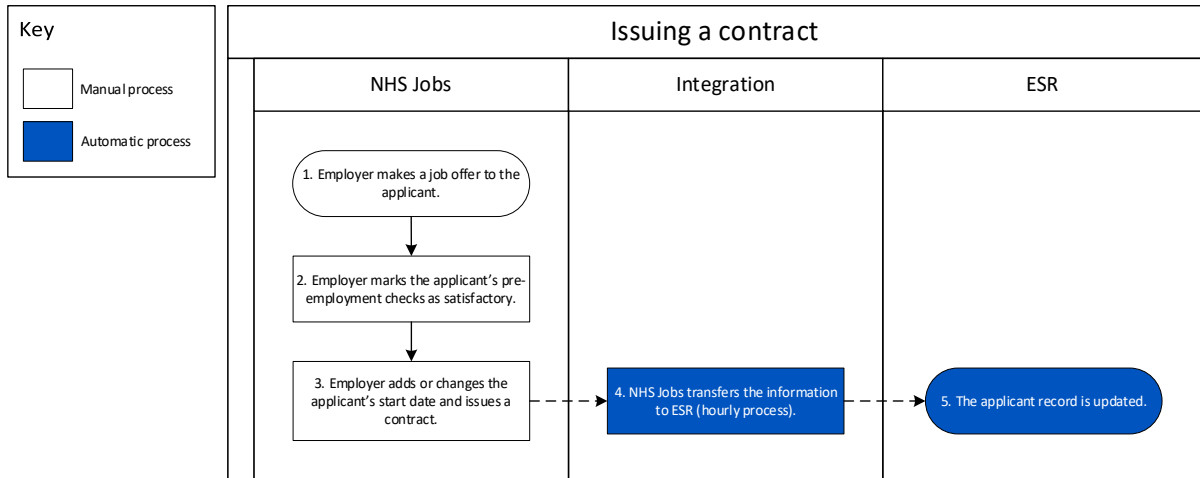 Key
Manual process
Automatic process
Issuing a contract
NHS Jobs
Integration
ESR
1. Employer makes a job offer to the
applicant.
2. Employer marks the applicant’s pre-
employment checks as satisfactory.
3. Employer adds or changes the
applicant’s start date and issues a
contract.
4. NHS Jobs transfers the information
to ESR (hourly process).
5. The applicant record is updated.